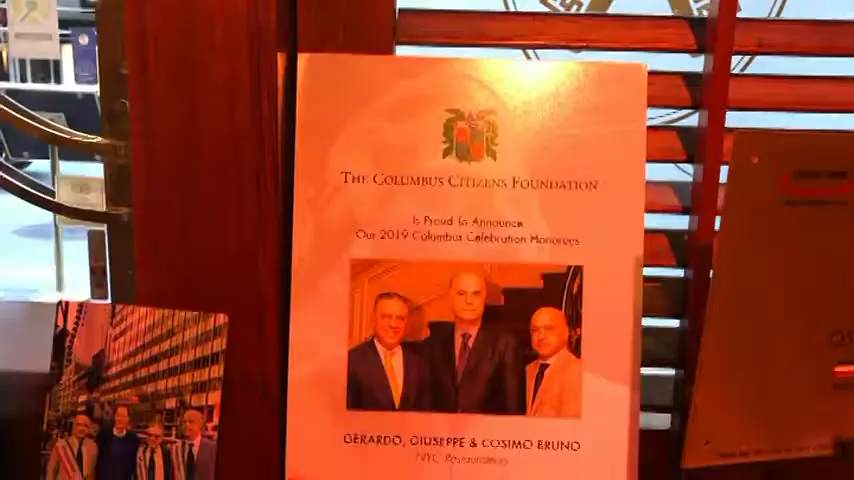 THE COLUMBUS CITIZENS FOUNDATION
Is Proud to Announce
Our 2019 Columbus Celebration Honorees
GERARDO, GIUSEPPE & COSIMO BRUNO
NYC Restaurateurs